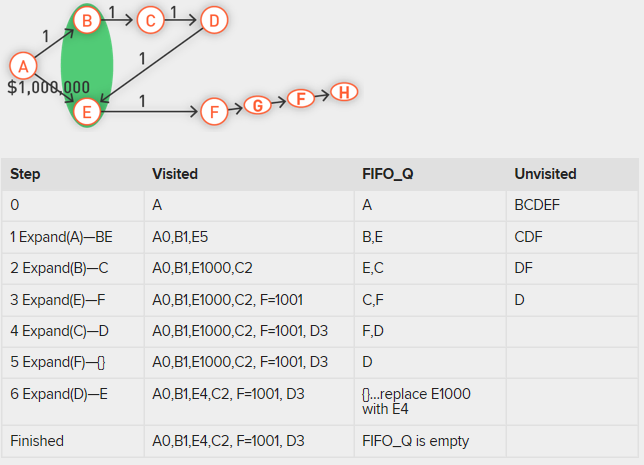 B 1 C 1 D
1
A
1
$1,000,000
E 1 F G F H
Step Visited FIFO_Q Unvisited
0 A A BCDEF
1 Expand(A)—BE A0,B1,E5 B,E CDF
2 Expand(B)—C A0,B1,E1000,C2 E,C DF
3 Expand(E)—F A0,B1,E1000,C2, F=1001 C,F D
4 Expand(C)—D A0,B1,E1000,C2, F=1001, D3 F,D
5 Expand(F)—{} A0,B1,E1000,C2, F=1001, D3 D
6 Expand(D)—E A0,B1,E4,C2, F=1001, D3 {}...replace E1000
with E4
Finished A0,B1,E4,C2, F=1001, D3 FIFO_Q is empty